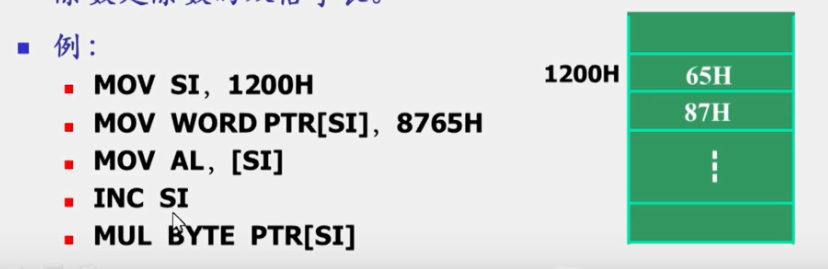 例：
MOV SI，1200H
MOV WORD PTR[SI]，8765H
MOV AL，[SI]
INC SI
MUL BYTE PTR[SI]
1200H
65H
87H